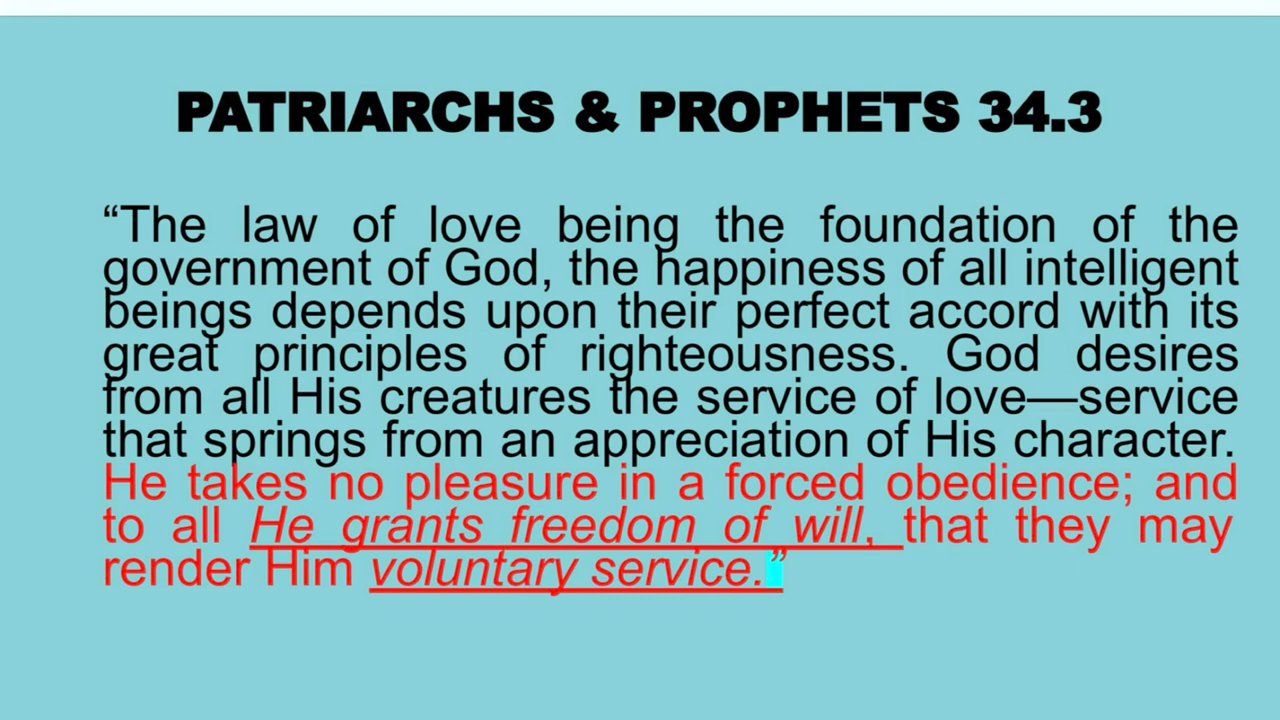 PATRIARCHS & PROPHETS 34.3
“The law of love being the foundation of the
government of God, the happiness of all intelligent
beings depends upon their perfect accord with its
great principles of righteousness. God desires
from all His creatures the service of love—service
that springs from an appreciation of His character.
He takes no pleasure in a forced obedience; and
to all He grants freedom of will, that they may
render Him voluntary service.”